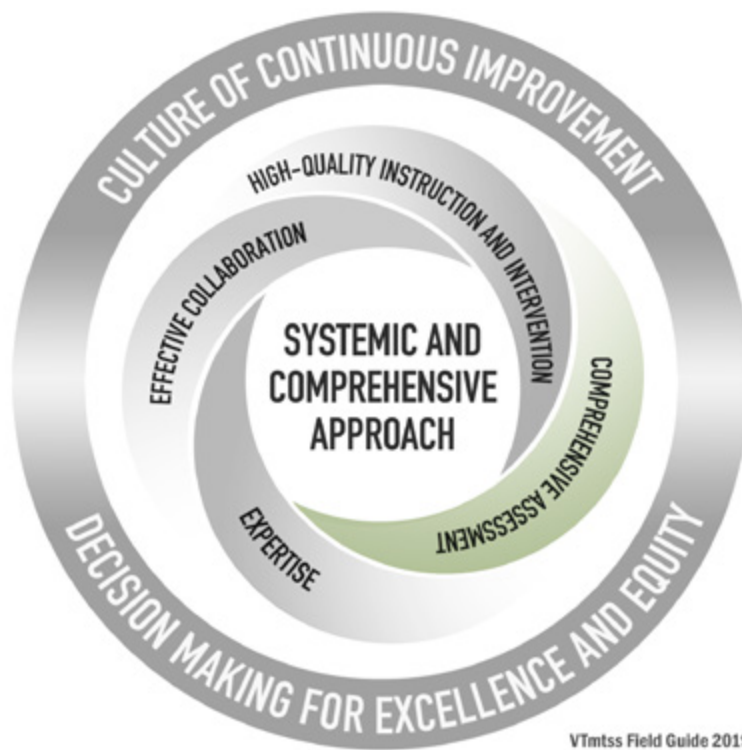 CULTURE OF CONTINUOUS IMPROVEMENT
HIGH-QUALITY INSTRUCTION AND INTERVENTION
EFFECTIVE COLLABORATION
SYSTEMIC AND
COMPREHENSIVE
APPROACH
COMPREHENSIVE ASSESSMENT
EXPERTISE
DECISION MAKING FOR EXCELLENCE AND EQUITY
VTmtss Field Guide 2019